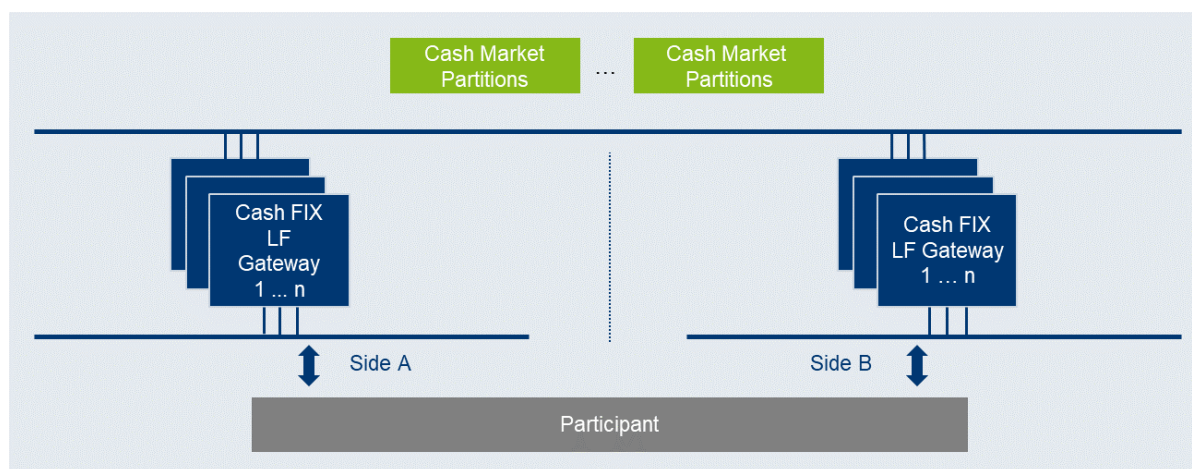 Cash Market
Partitions
...
Cash Market
Partitions
Cash FIX
LF
Gateway
1 ... n
Cash FIX
LF Gateway
1 ... n
Side A
Side B
Participant